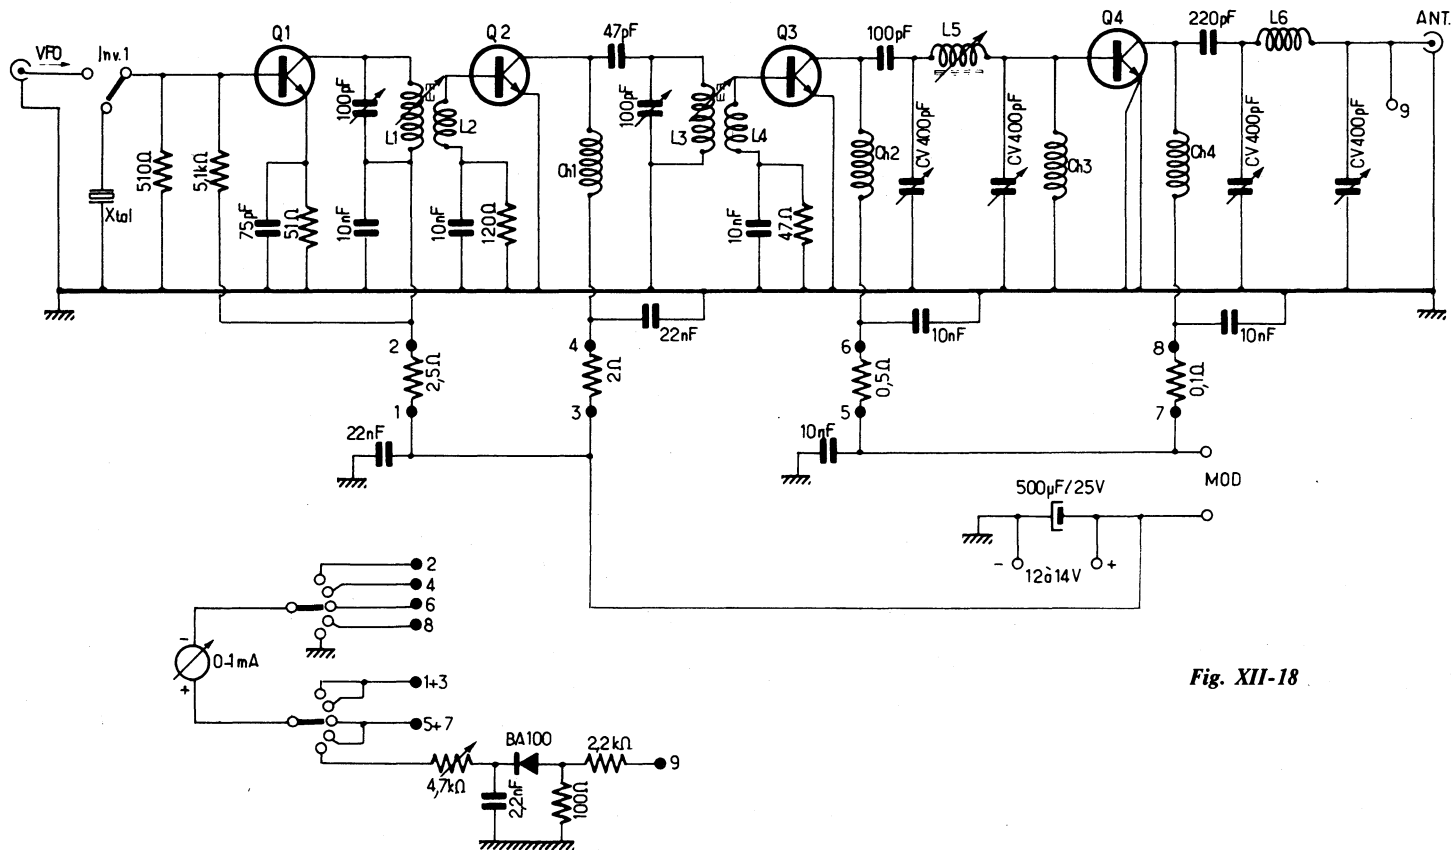 VFO
Inv.1
Q1
Q2
47pF
Q3
100pF
L5
Q4
220pF
L6
ANT.
100pF
L1
L2
100pF
L3
L4
CV 400pF
CV 400pF
CV 400pF
CV 400pF
9
Xtal
510Ω
5,1kΩ
75pF
51Ω
10nF
10nF
120Ω
Ch1
10nF
47Ω
Ch2
Ch3
Ch4
22nF
10nF
10nF
2
2,5Ω
1
4
2Ω
3
6
0,5Ω
5
8
0,1Ω
7
22nF
10nF
MOD
500µF/25V
-
12à14V
+
2
4
6
8
-
0-1mA
+
1+3
5+7
4,7kΩ
BA100
2,2kΩ
9
2,2nF
100Ω
Fig. XII-18